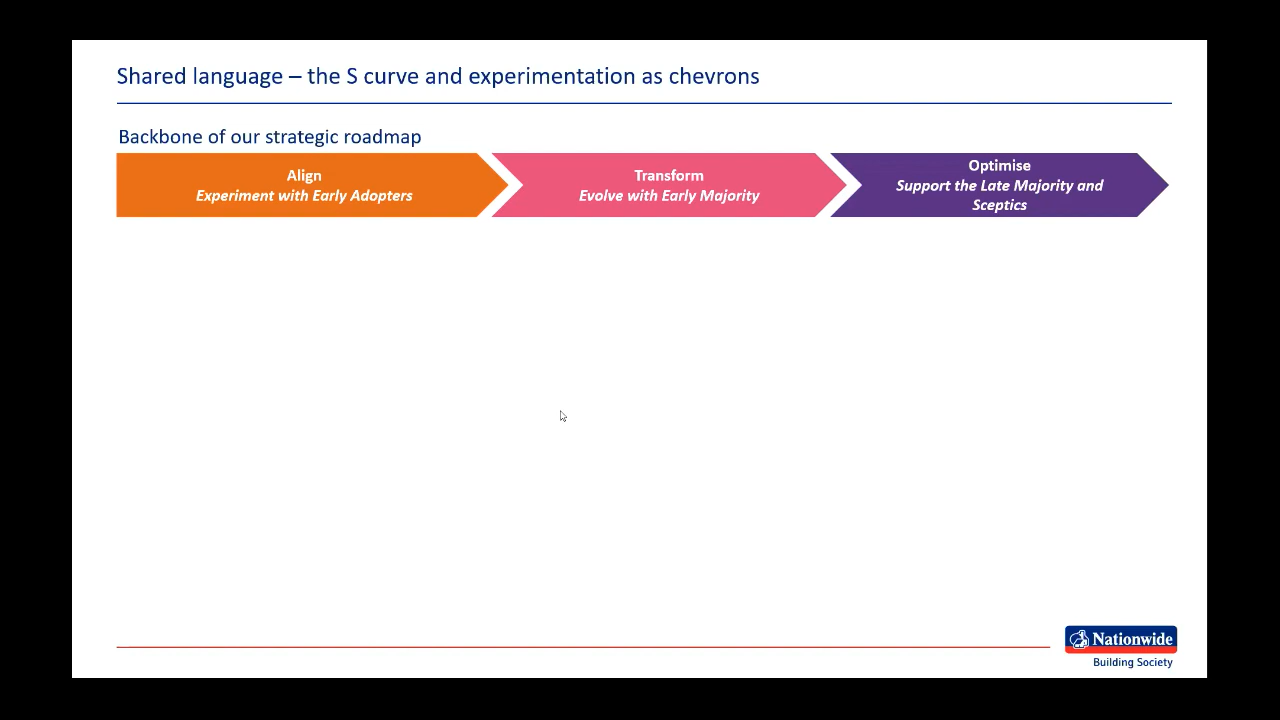 Shared language – the S curve and experimentation as chevrons
Backbone of our strategic roadmap
Align
Experiment with Early Adopters
Transform
Evolve with Early Majority
Optimise
Support the Late Majority and
Sceptics
Nationwide
Building Society